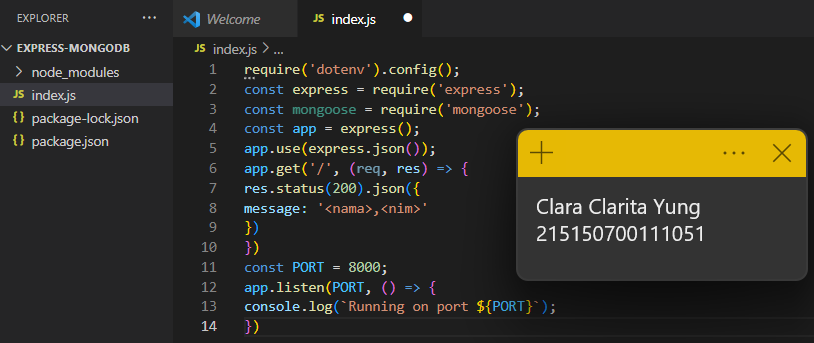 EXPLORER ...
EXPRESS-MONGODB
node_modules
index.js
package-lock.json
package.json
Welcome
JS index.js
JS index.js > ...
1 require('dotenv').config();
2 const express = require('express');
3 const mongoose = require('mongoose');
4 const app = express();
5 app.use(express.json());
6 app.get('/', (req, res) => {
7 res.status(200).json({
8 message: '<nama>,<nim>'
9 })
10 })
11 const PORT = 8000;
12 app.listen(PORT, () => {
13 console.log(`Running on port ${PORT}`);
14 })
Clara Clarita Yung
215150700111051